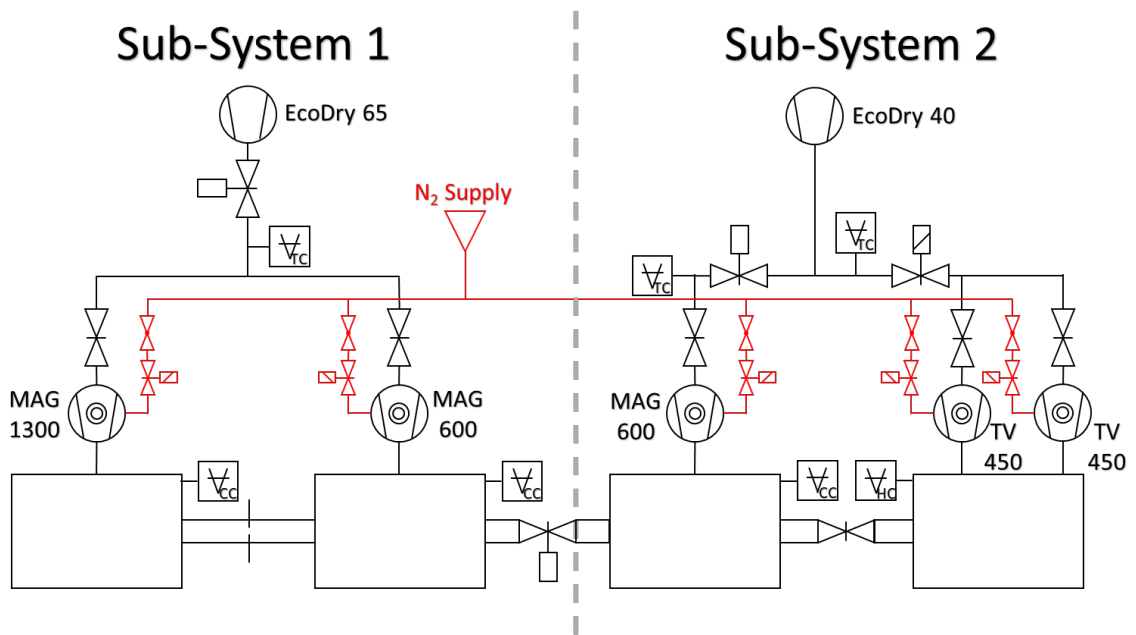 Sub-System 1
Sub-System 2
EcoDry 65
EcoDry 40
N₂ Supply
TC
TC
TC
MAG
1300
MAG
600
MAG
600
TV
450
TV
450
CC
CC
CC
HC